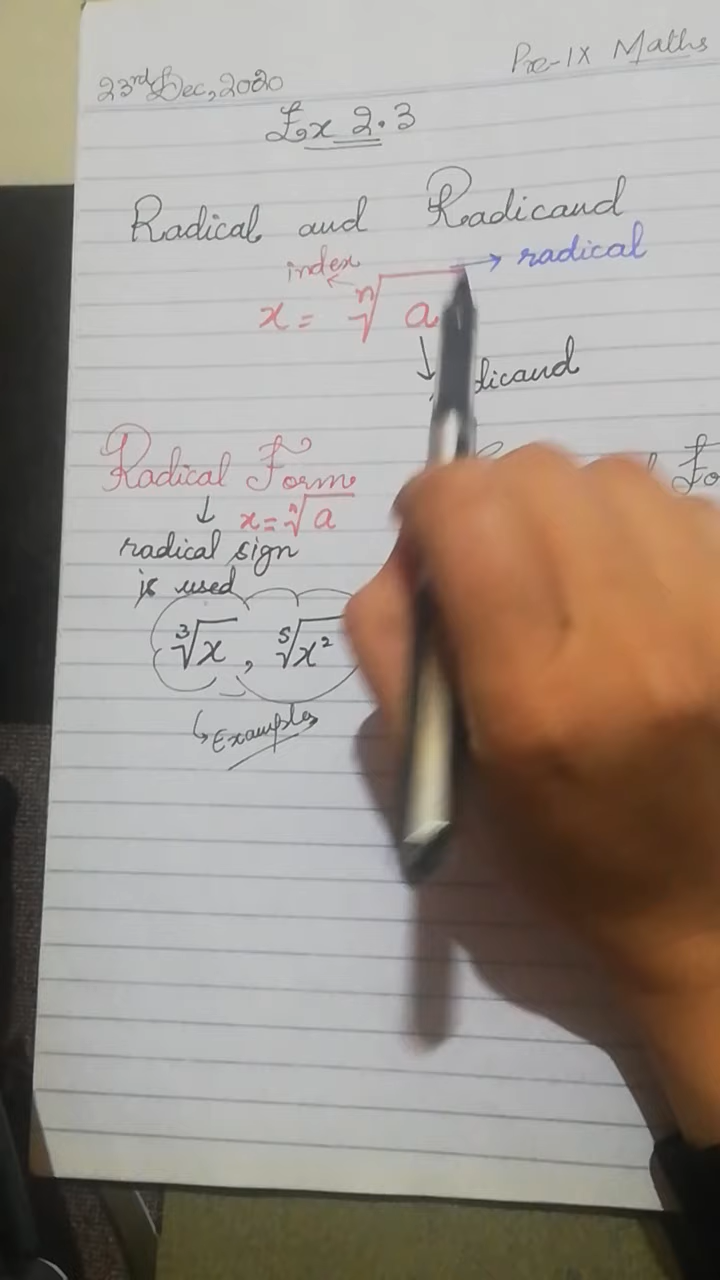 23rd Dec, 2020
Pre-IX Maths
Ex 2.3
Radical and Radicand
index
radical
x = ⁿ√a
Radical Form
x = ⁿ√a
radical sign
is used
³√x , ⁵√x²
Examples